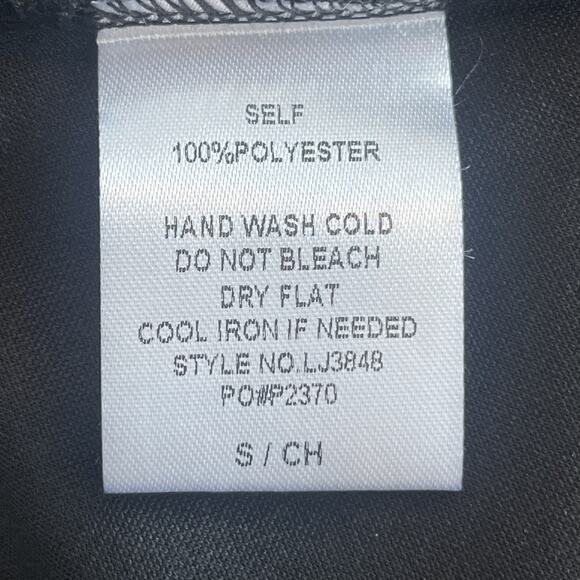 SELF
100%POLYESTER
HAND WASH COLD
DO NOT BLEACH
DRY FLAT
COOL IRON IF NEEDED
STYLE NO.LJ3848
PO#P2370
S / CH